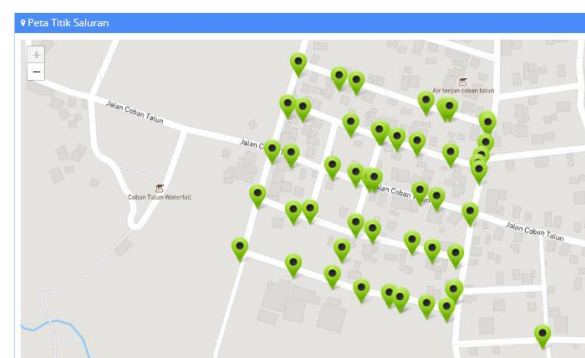 Peta Titik Saluran
+
−
Air terjun coban talun
Jalan Coban Talun
Jalan C
Jalan Coban Talun
Coban Talun Waterfall
Jalan Coban Talun